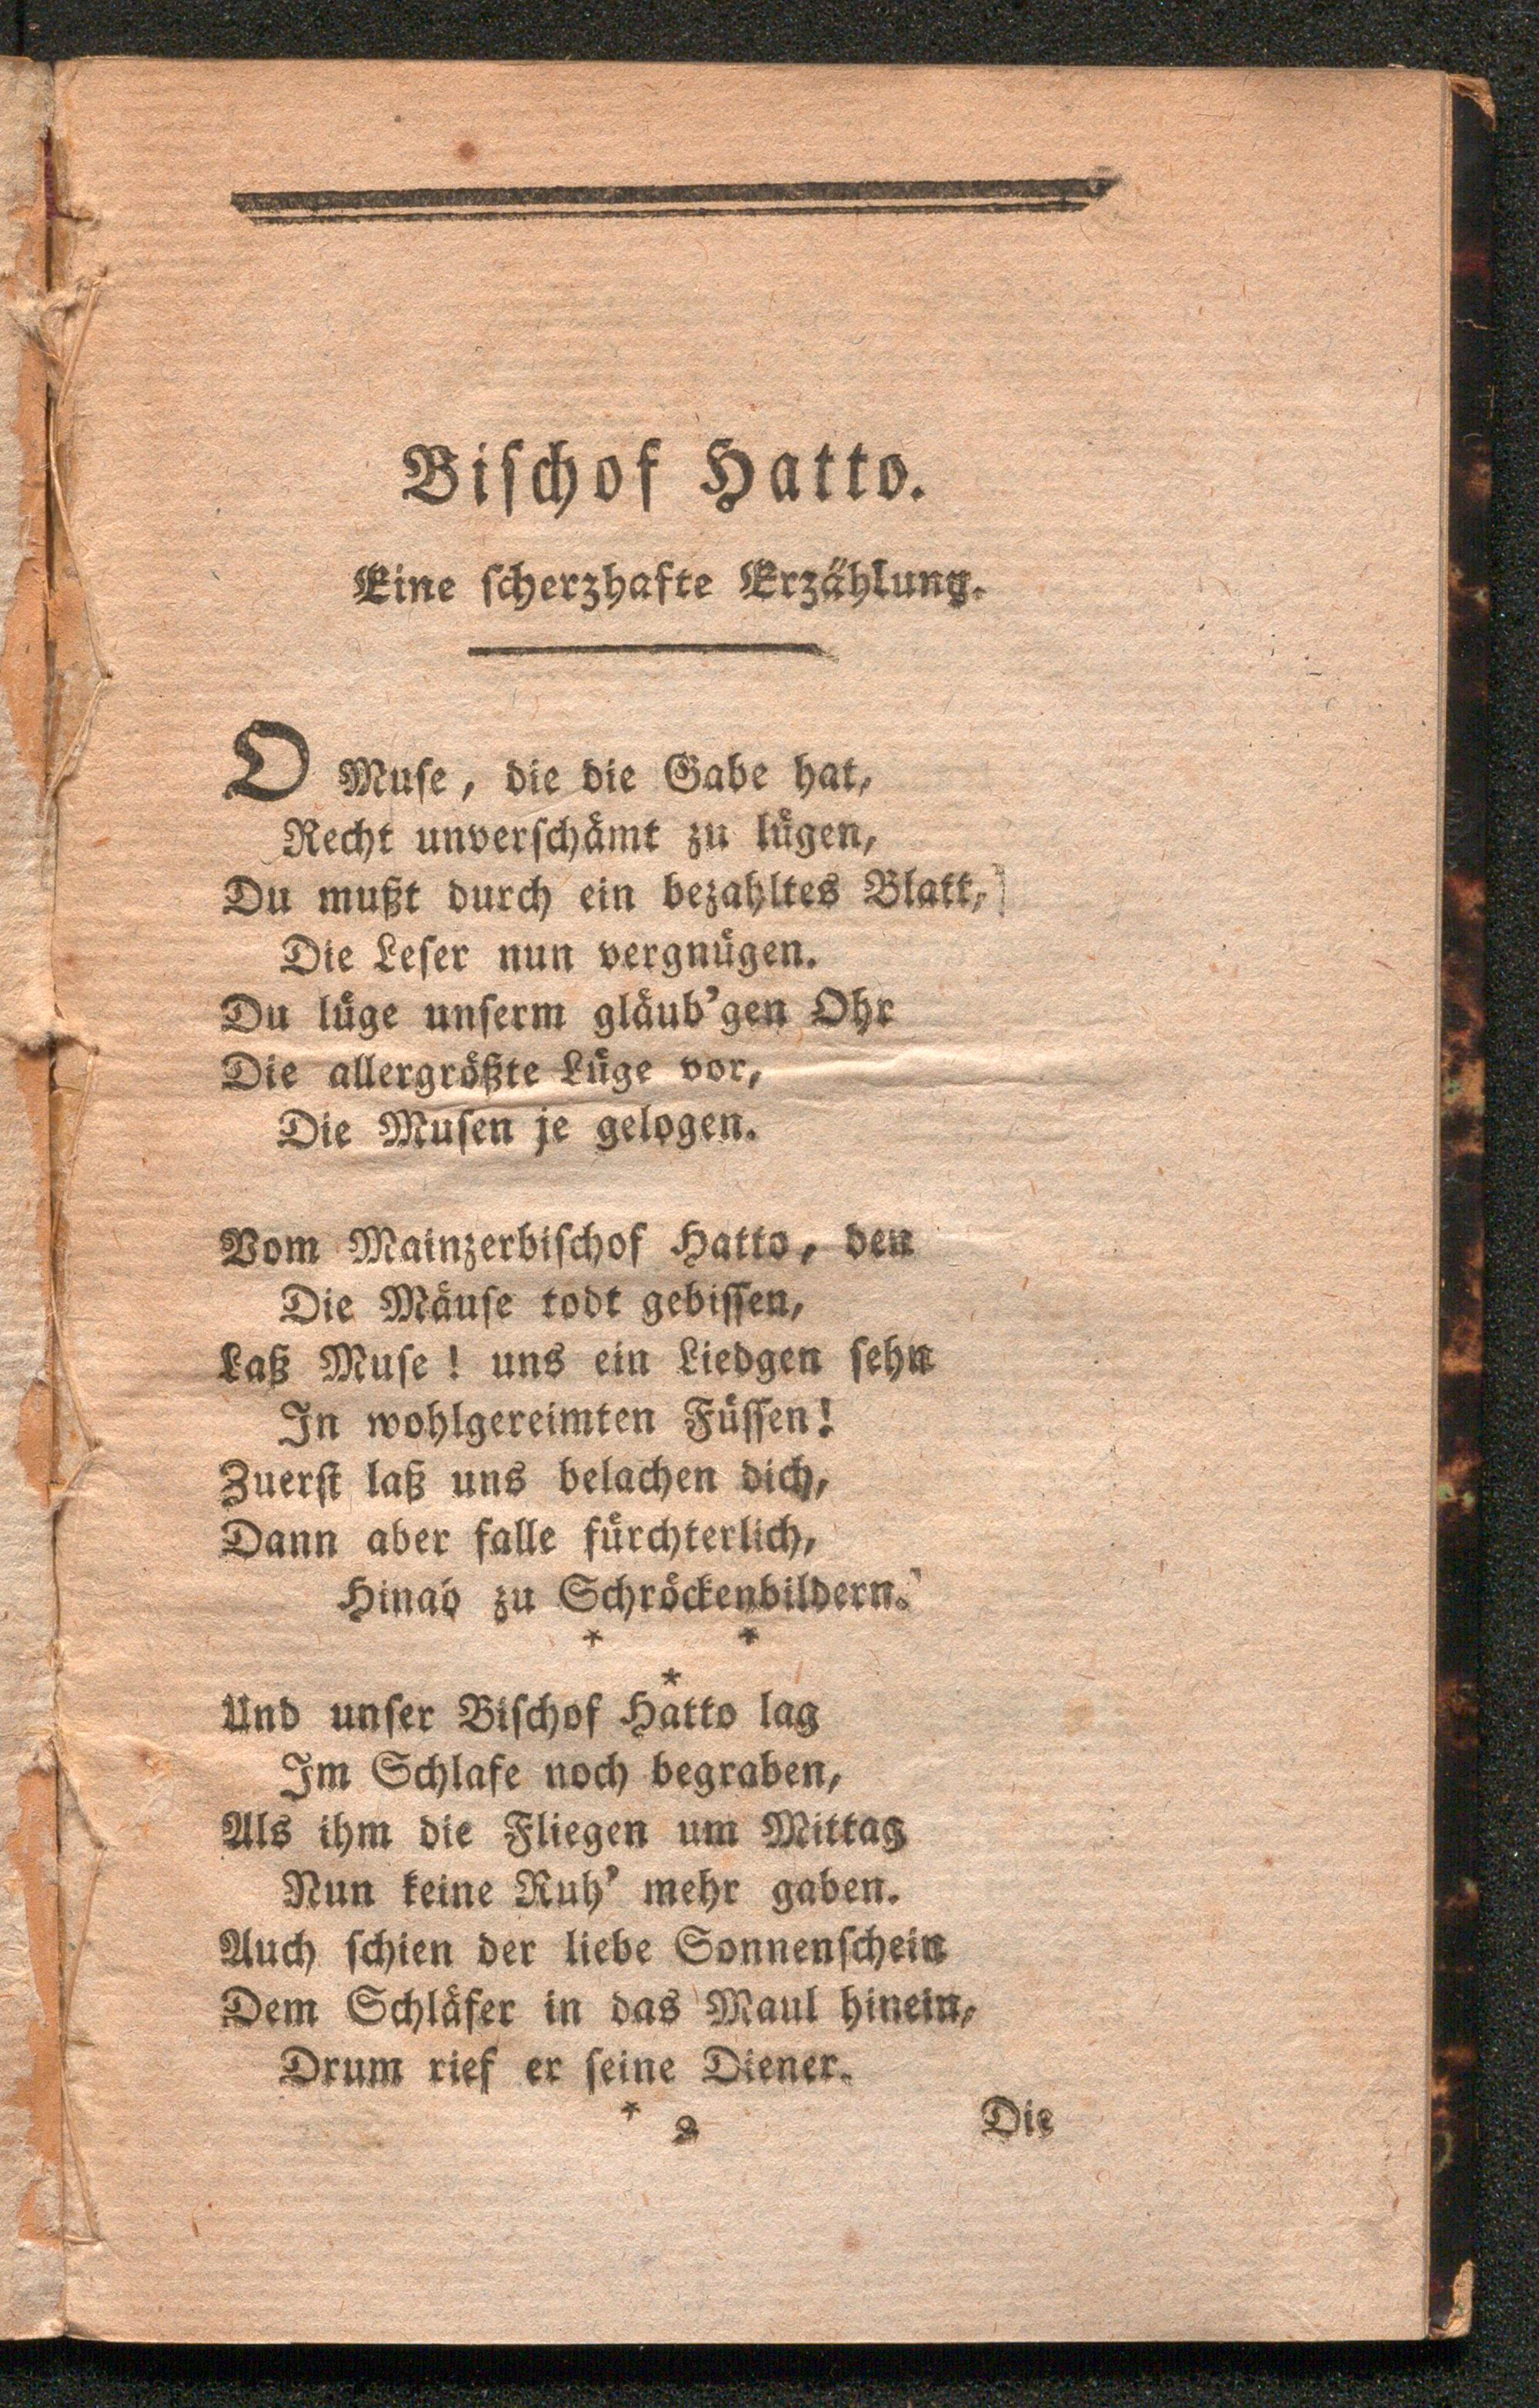 Bischof Hatto.
Eine scherzhafte Erzählung.
O Muse, die die Gabe hat,
Recht unverschämt zu lügen,
Du mußt durch ein bezahltes Blatt,
Die Leser nun vergnügen.
Du lüge unserm gläub'gen Ohr
Die allergrößte Lüge vor,
Die Musen je gelogen.
Vom Mainzerbischof Hatto, den
Die Mäuse todt gebissen,
Laß Muse! uns ein Liedgen sehn
In wohlgereimten Füssen!
Zuerst laß uns belachen dich,
Dann aber falle fürchterlich,
Hinab zu Schröckenbildern.
* *
*
Und unser Bischof Hatto lag
Im Schlafe noch begraben,
Als ihm die Fliegen um Mittag
Nun keine Ruh' mehr gaben.
Auch schien der liebe Sonnenschein
Dem Schläfer in das Maul hinein,
Drum rief er seine Diener.
* 2 Die